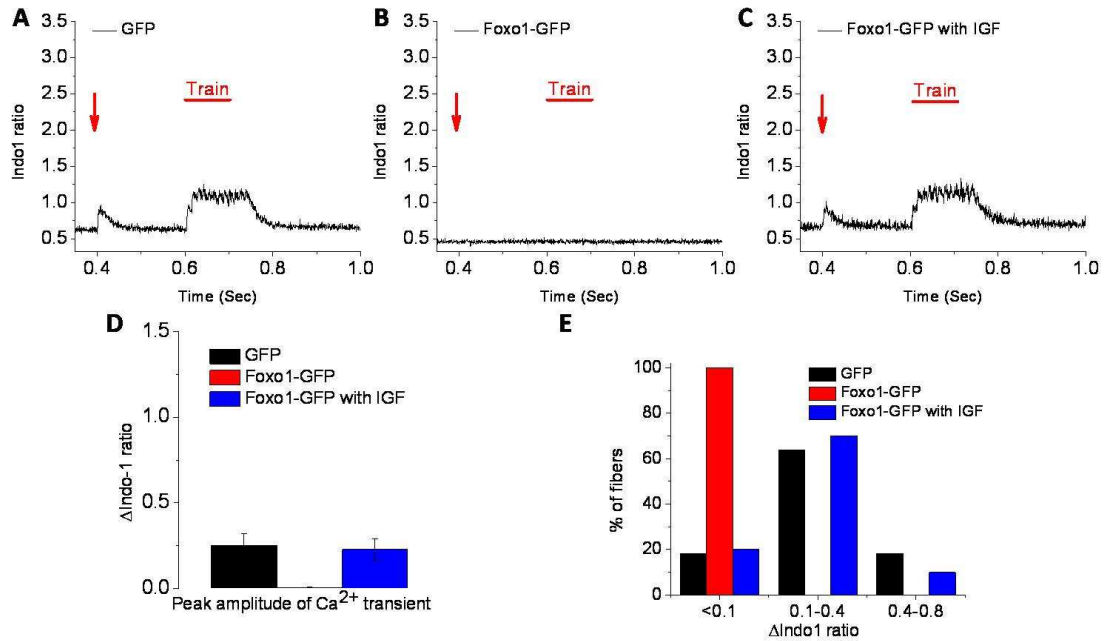 A
GFP
3.5
3.0
2.5
2.0
1.5
1.0
0.5
Indo1 ratio
Train
0.4
0.6
0.8
1.0
Time (Sec)
B
Foxo1-GFP
3.5
3.0
2.5
2.0
1.5
1.0
0.5
Indo1 ratio
Train
0.4
0.6
0.8
1.0
Time (Sec)
C
Foxo1-GFP with IGF
3.5
3.0
2.5
2.0
1.5
1.0
0.5
Indo1 ratio
Train
0.4
0.6
0.8
1.0
Time (Sec)
D
1.5
1.0
0.5
0.0
ΔIndo-1 ratio
GFP
Foxo1-GFP
Foxo1-GFP with IGF
Peak amplitude of Ca²⁺ transient
E
100
80
60
40
20
0
% of fibers
GFP
Foxo1-GFP
Foxo1-GFP with IGF
<0.1
0.1-0.4
0.4-0.8
ΔIndo1 ratio